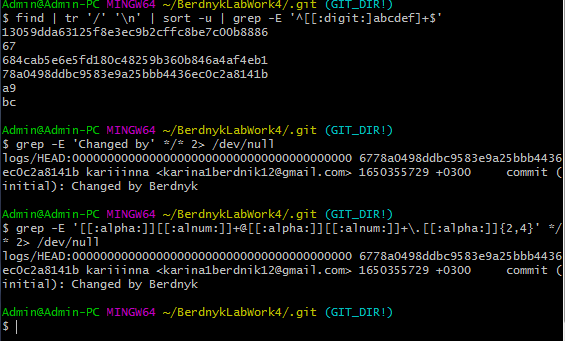 Admin@Admin-PC MINGW64 ~/BerdnykLabWork4/.git (GIT_DIR!)
$ find | tr '/' '\n' | sort -u | grep -E '^[[:digit:]abcdef]+$'
13059dda63125f8e3ec9b2cffc8be7c00b8886
67
684cab5e6e5fd180c48259b360b846a4af4eb1
78a0498ddbc9583e9a25bbb4436ec0c2a8141b
a9
bc
Admin@Admin-PC MINGW64 ~/BerdnykLabWork4/.git (GIT_DIR!)
$ grep -E 'Changed by' */* 2> /dev/null
logs/HEAD:0000000000000000000000000000000000000000 6778a0498ddbc9583e9a25bbb4436
ec0c2a8141b kariiinna <karina1berdnik12@gmail.com> 1650355729 +0300 commit (
initial): Changed by Berdnyk
Admin@Admin-PC MINGW64 ~/BerdnykLabWork4/.git (GIT_DIR!)
$ grep -E '[[:alpha:]][[:alnum:]]+@[[:alpha:]][[:alnum:]]+\.[[:alpha:]]{2,4}' */
* 2> /dev/null
logs/HEAD:0000000000000000000000000000000000000000 6778a0498ddbc9583e9a25bbb4436
ec0c2a8141b kariiinna <karina1berdnik12@gmail.com> 1650355729 +0300 commit (
initial): Changed by Berdnyk
Admin@Admin-PC MINGW64 ~/BerdnykLabWork4/.git (GIT_DIR!)
$